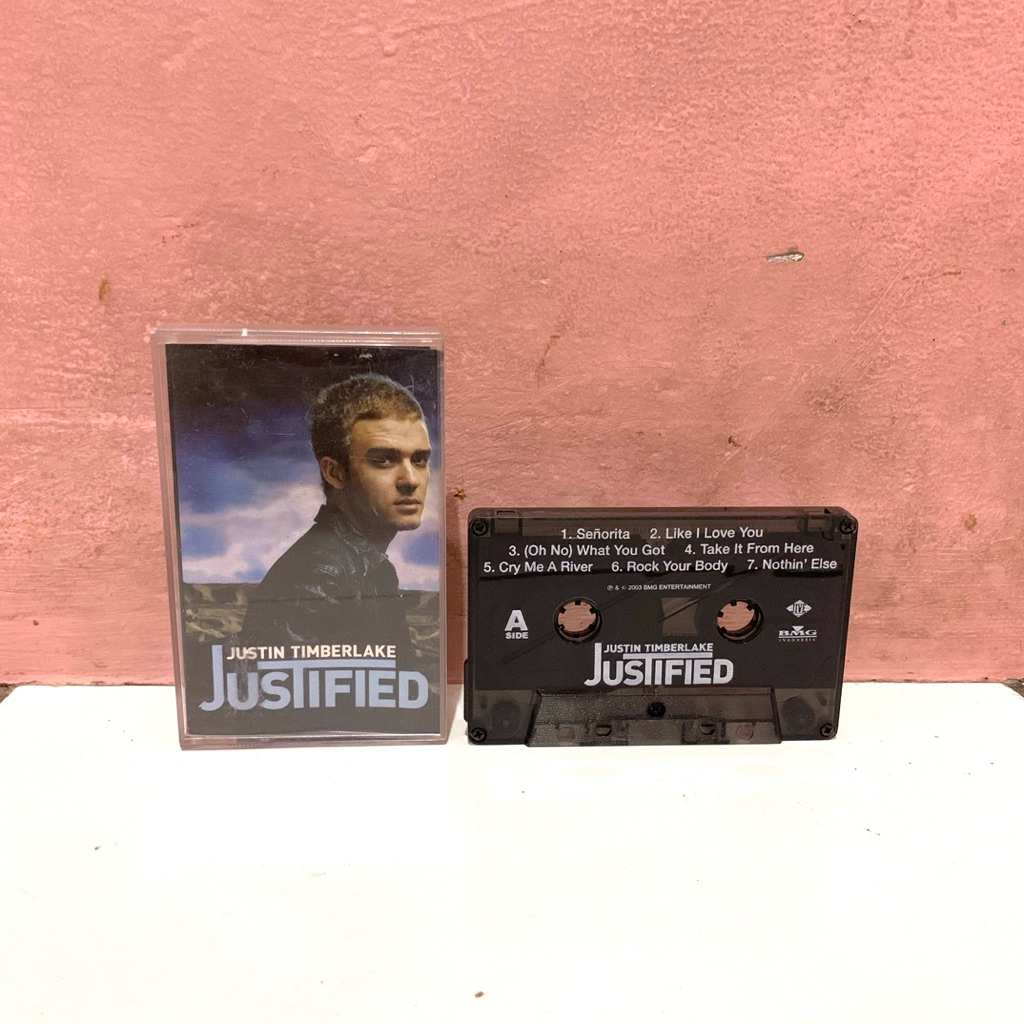 JUSTIN TIMBERLAKE
JUSTIFIED
1. Señorita 2. Like I Love You
3. (Oh No) What You Got 4. Take It From Here
5. Cry Me A River 6. Rock Your Body 7. Nothin' Else
℗ & © 2003 BMG ENTERTAINMENT
A
SIDE
JIVE
BMG
INDONESIA
JUSTIN TIMBERLAKE
JUSTIFIED